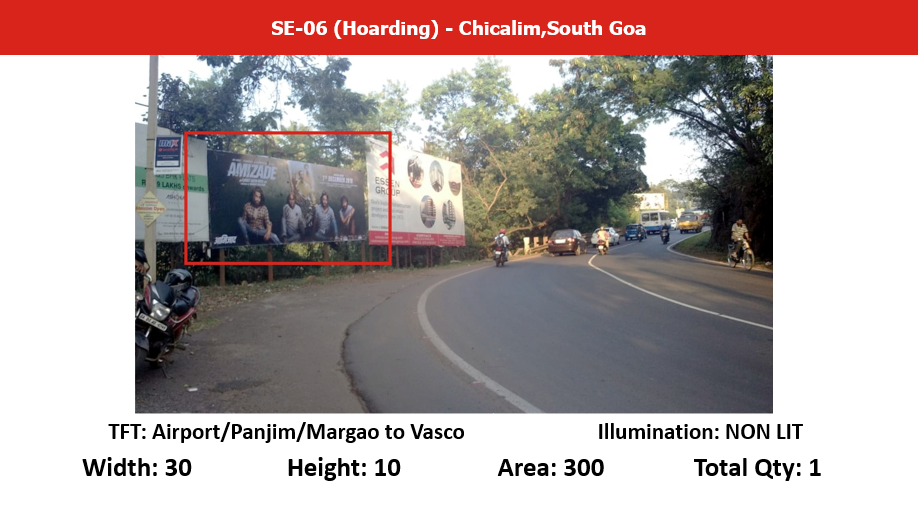 SE-06 (Hoarding) - Chicalim,South Goa
LAKHS
AMIZADE
ESSEN
GROUP
TFT: Airport/Panjim/Margao to Vasco
Illumination: NON LIT
Width: 30
Height: 10
Area: 300
Total Qty: 1